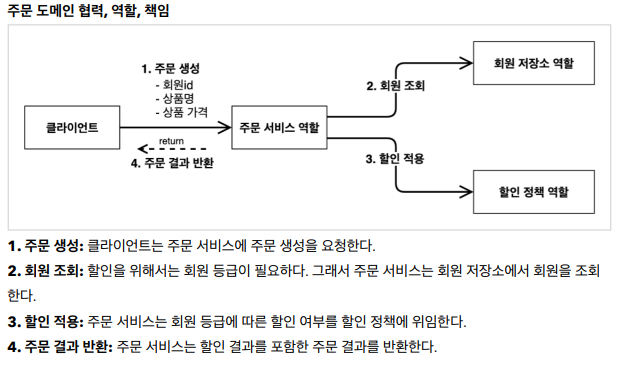 주문 도메인 협력, 역할, 책임
1. 주문 생성
- 회원id
- 상품명
- 상품 가격
클라이언트
주문 서비스 역할
return
4. 주문 결과 반환
2. 회원 조회
회원 저장소 역할
3. 할인 적용
할인 정책 역할
1. 주문 생성: 클라이언트는 주문 서비스에 주문 생성을 요청한다.
2. 회원 조회: 할인을 위해서는 회원 등급이 필요하다. 그래서 주문 서비스는 회원 저장소에서 회원을 조회
한다.
3. 할인 적용: 주문 서비스는 회원 등급에 따른 할인 여부를 할인 정책에 위임한다.
4. 주문 결과 반환: 주문 서비스는 할인 결과를 포함한 주문 결과를 반환한다.